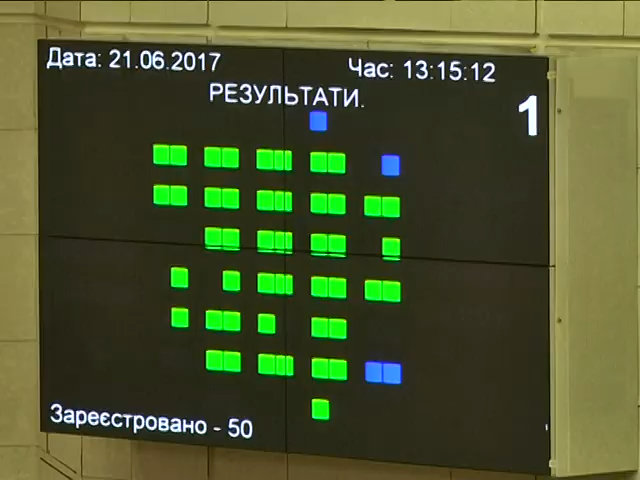 Дата: 21.06.2017
Час: 13:15:12
РЕЗУЛЬТАТИ.
1
Зареєстровано - 50